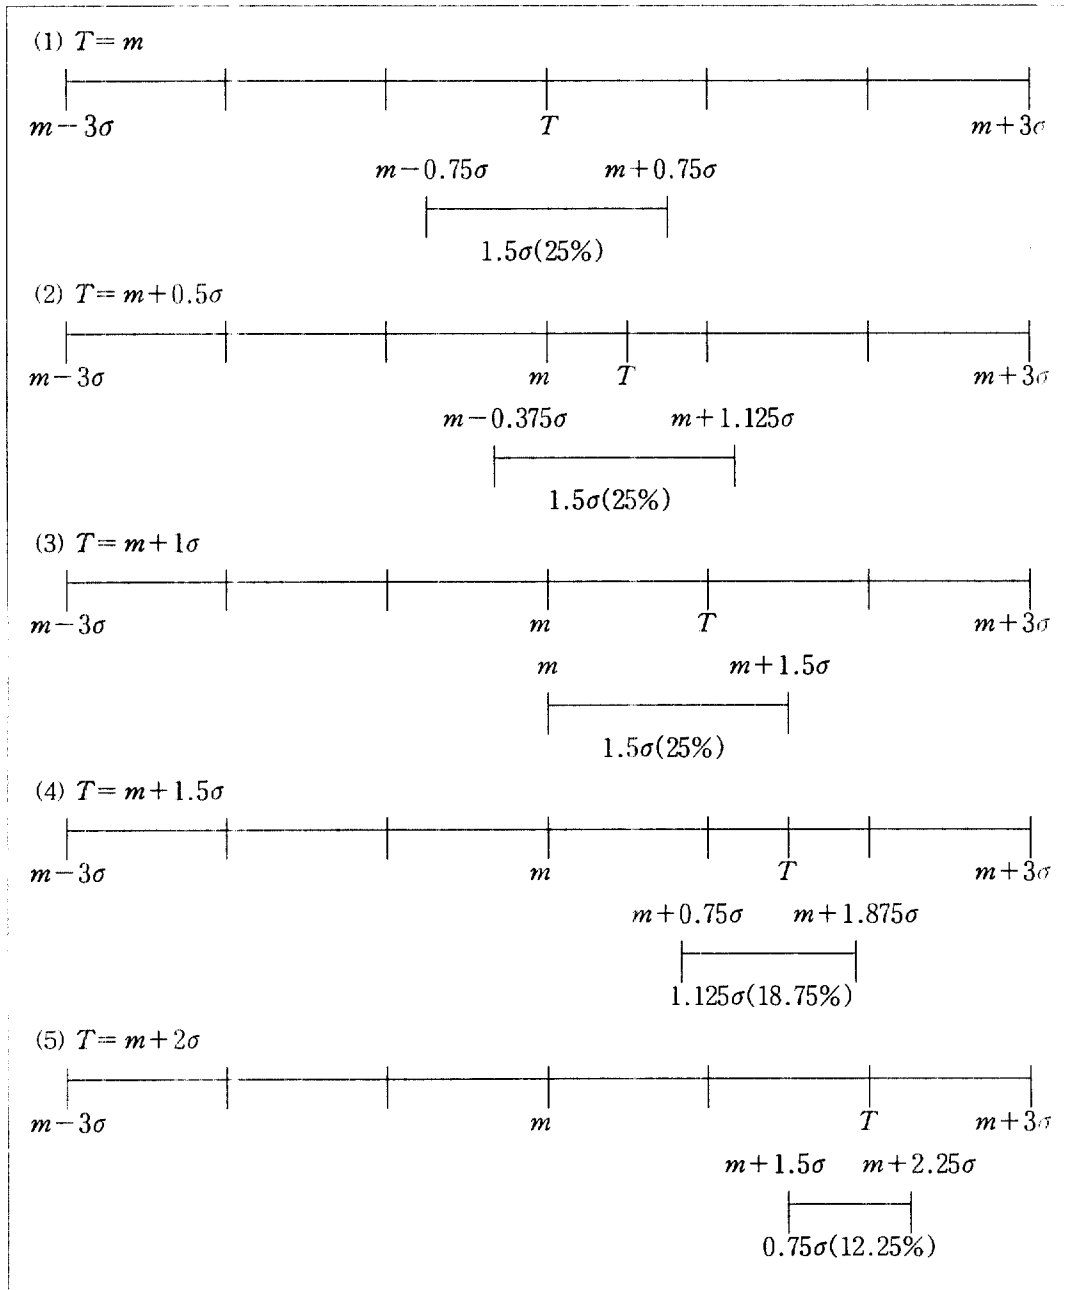 (1) T= m
m−3σ T m+3σ
m−0.75σ m+0.75σ
1.5σ(25%)
(2) T= m+0.5σ
m−3σ m T m+3σ
m−0.375σ m+1.125σ
1.5σ(25%)
(3) T= m+1σ
m−3σ m T m+3σ
m m+1.5σ
1.5σ(25%)
(4) T= m+1.5σ
m−3σ m T m+3σ
m+0.75σ m+1.875σ
1.125σ(18.75%)
(5) T= m+2σ
m−3σ m T m+3σ
m+1.5σ m+2.25σ
0.75σ(12.25%)